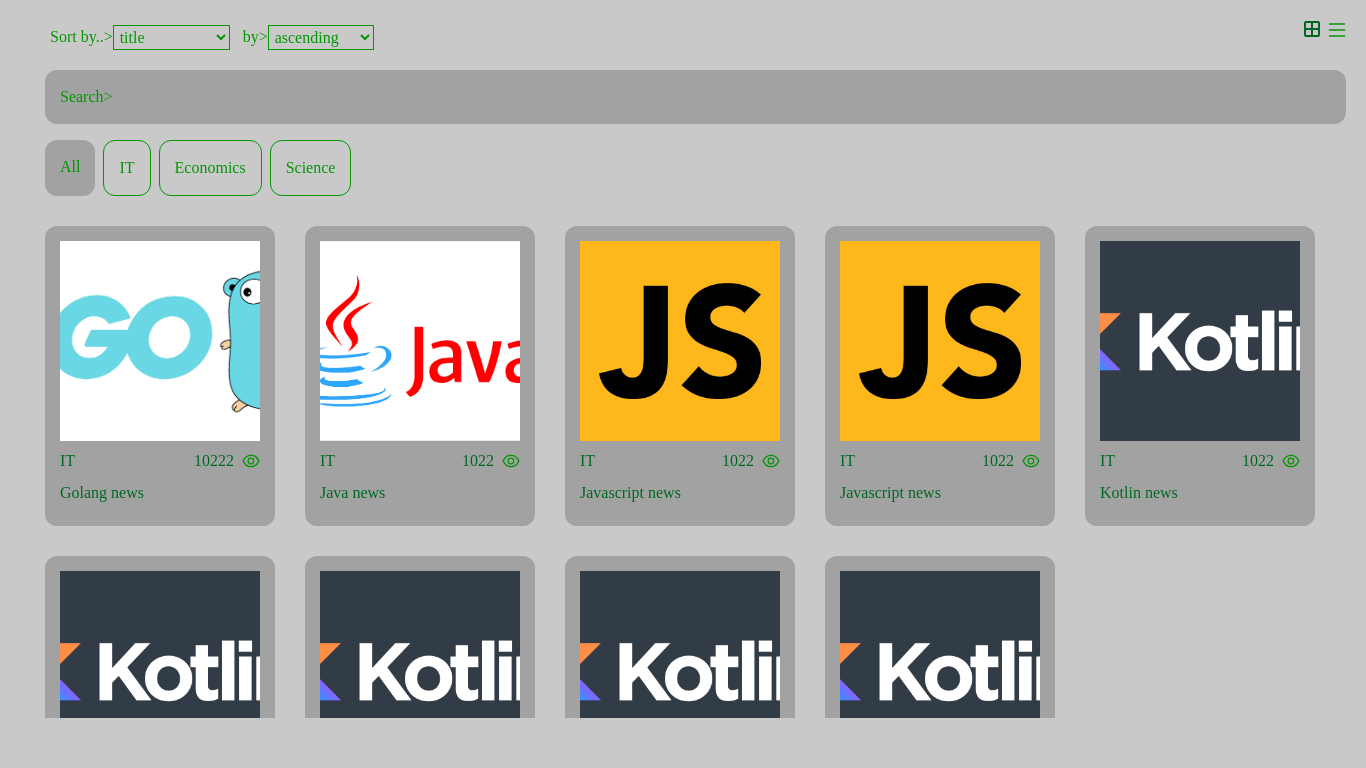 Sort by..> title by> ascending
Search>
All IT Economics Science
GO Java JS JS Kotlin
IT 10222 IT 1022 IT 1022 IT 1022 IT 1022
Golang news Java news Javascript news Javascript news Kotlin news
Kotlin Kotlin Kotlin Kotlin